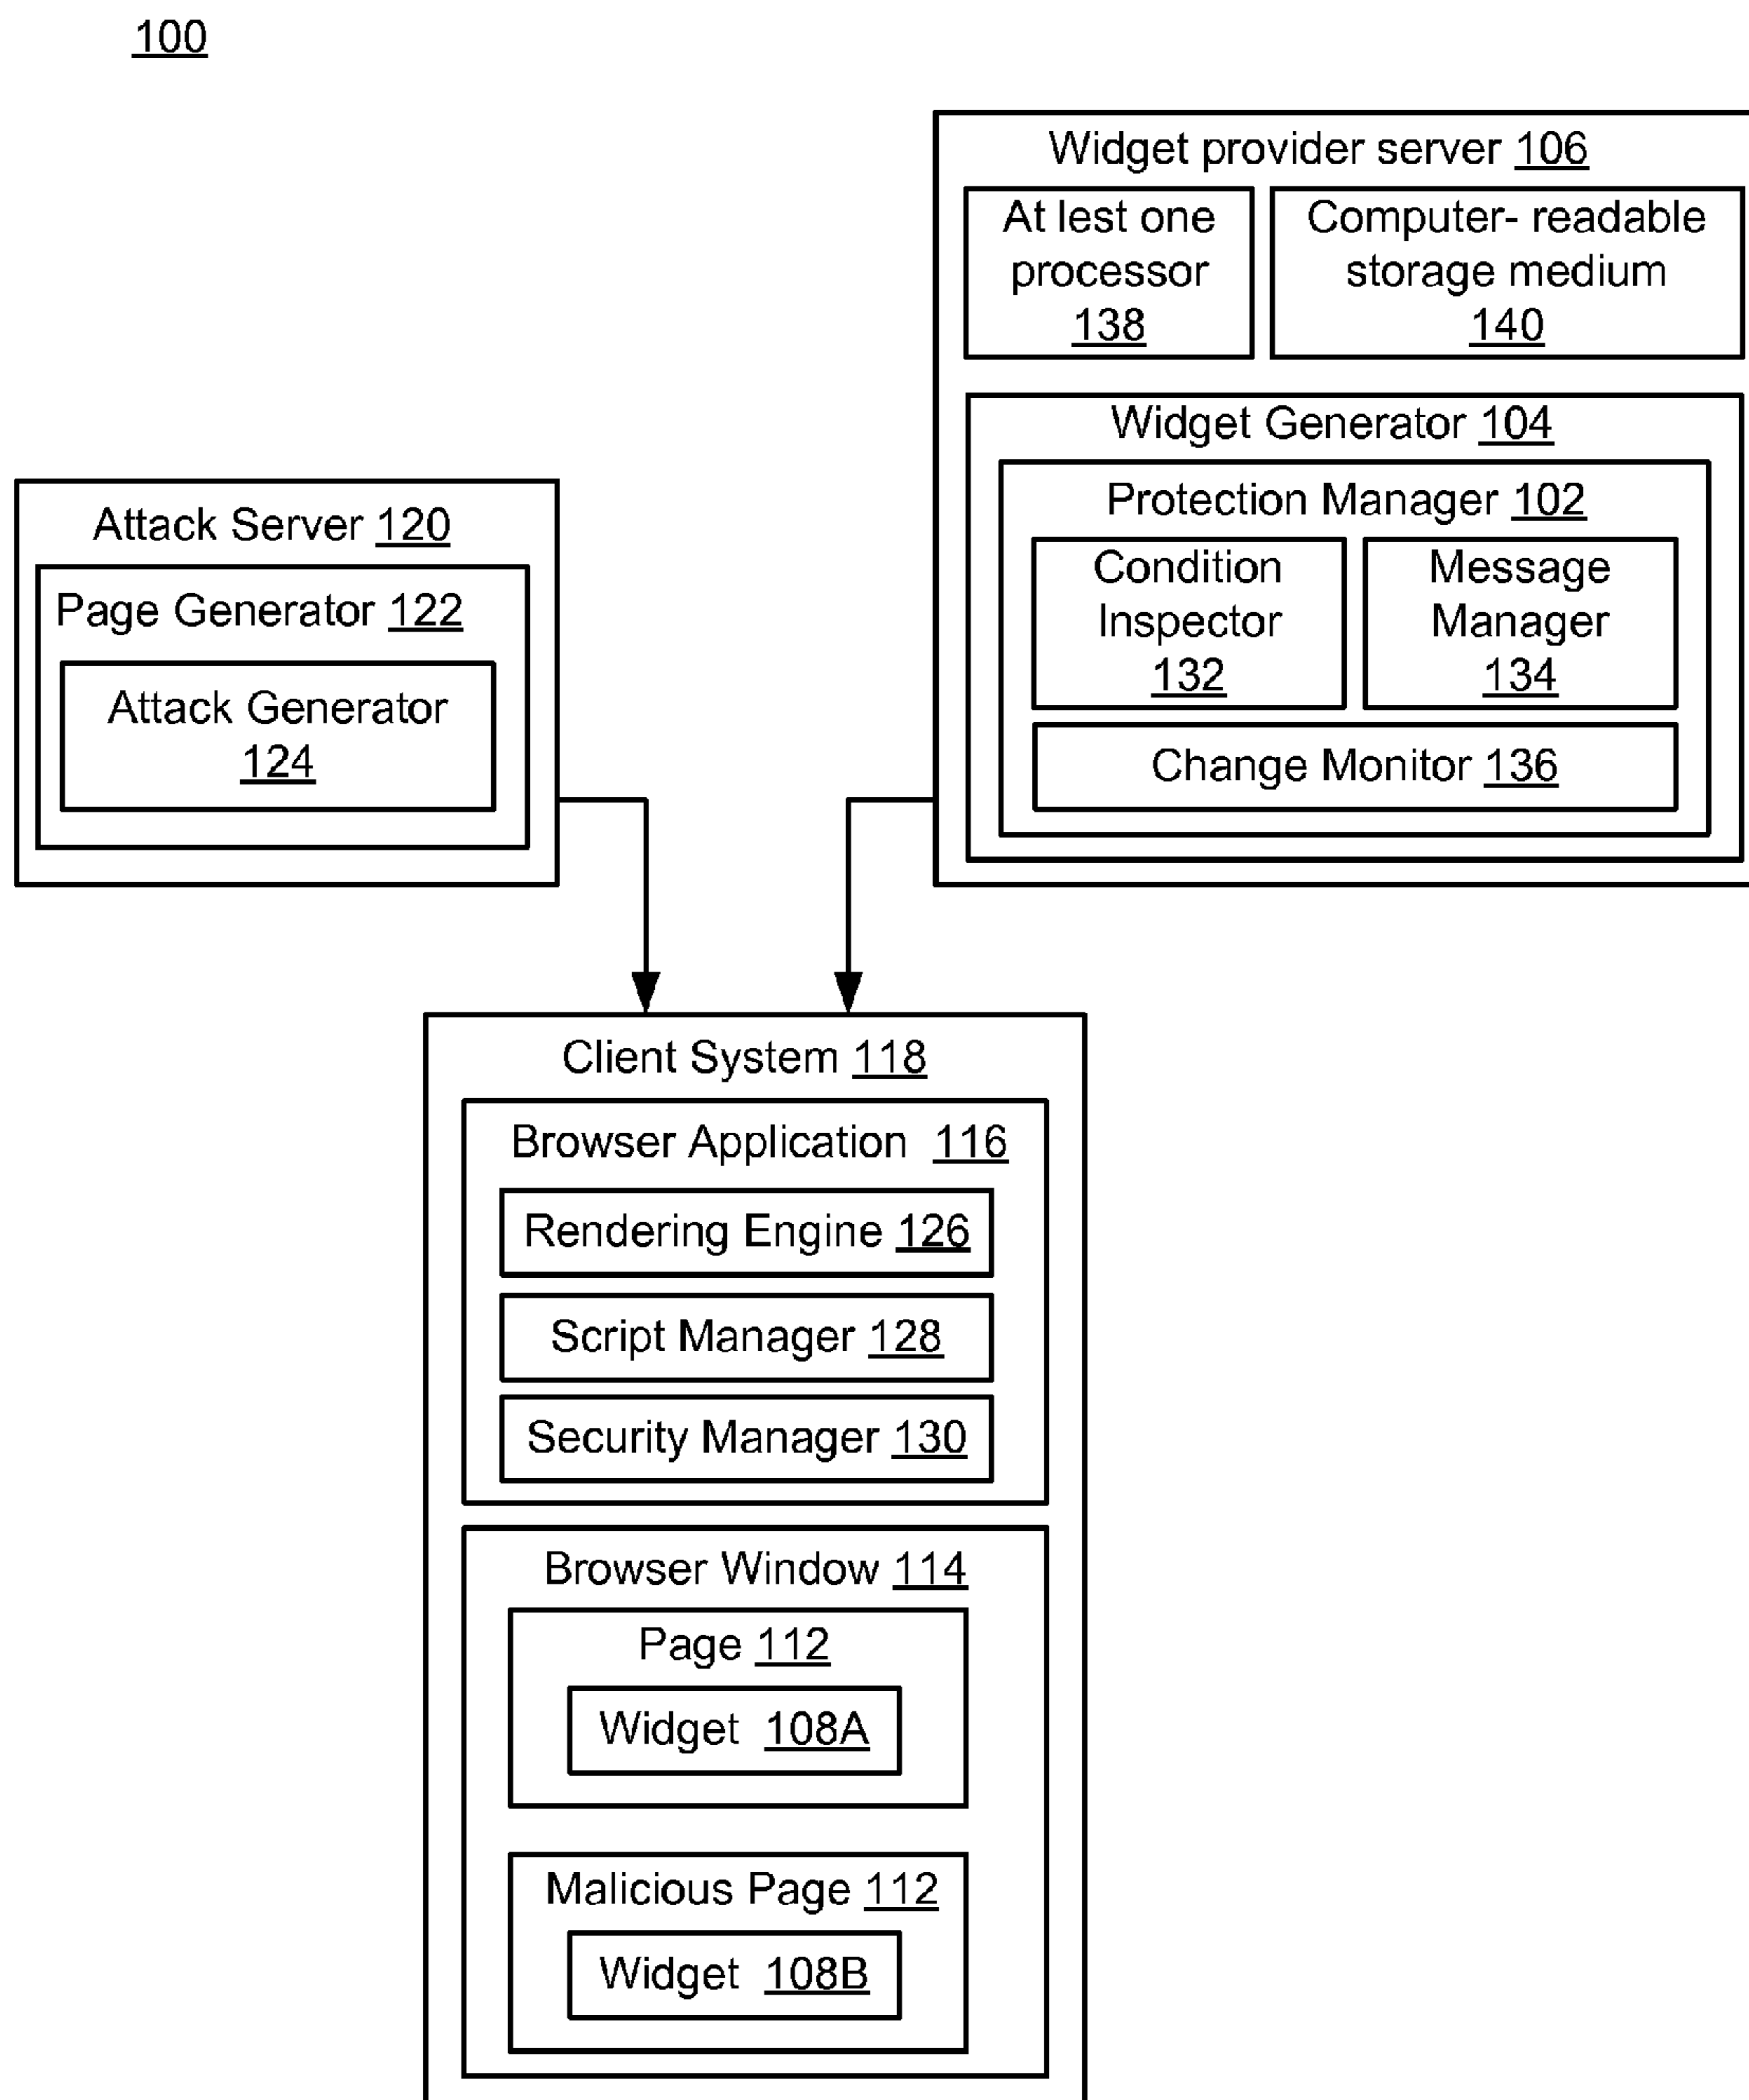 100
Widget provider server 106
At lest one
processor
138
Computer- readable
storage medium
140
Widget Generator 104
Protection Manager 102
Condition
Inspector
132
Message
Manager
134
Change Monitor 136
Attack Server 120
Page Generator 122
Attack Generator
124
Client System 118
Browser Application 116
Rendering Engine 126
Script Manager 128
Security Manager 130
Browser Window 114
Page 112
Widget 108A
Malicious Page 112
Widget 108B